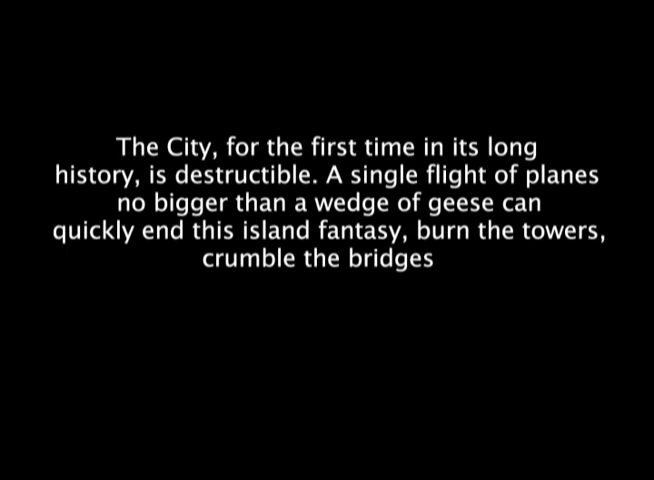 The City, for the first time in its long
history, is destructible. A single flight of planes
no bigger than a wedge of geese can
quickly end this island fantasy, burn the towers,
crumble the bridges